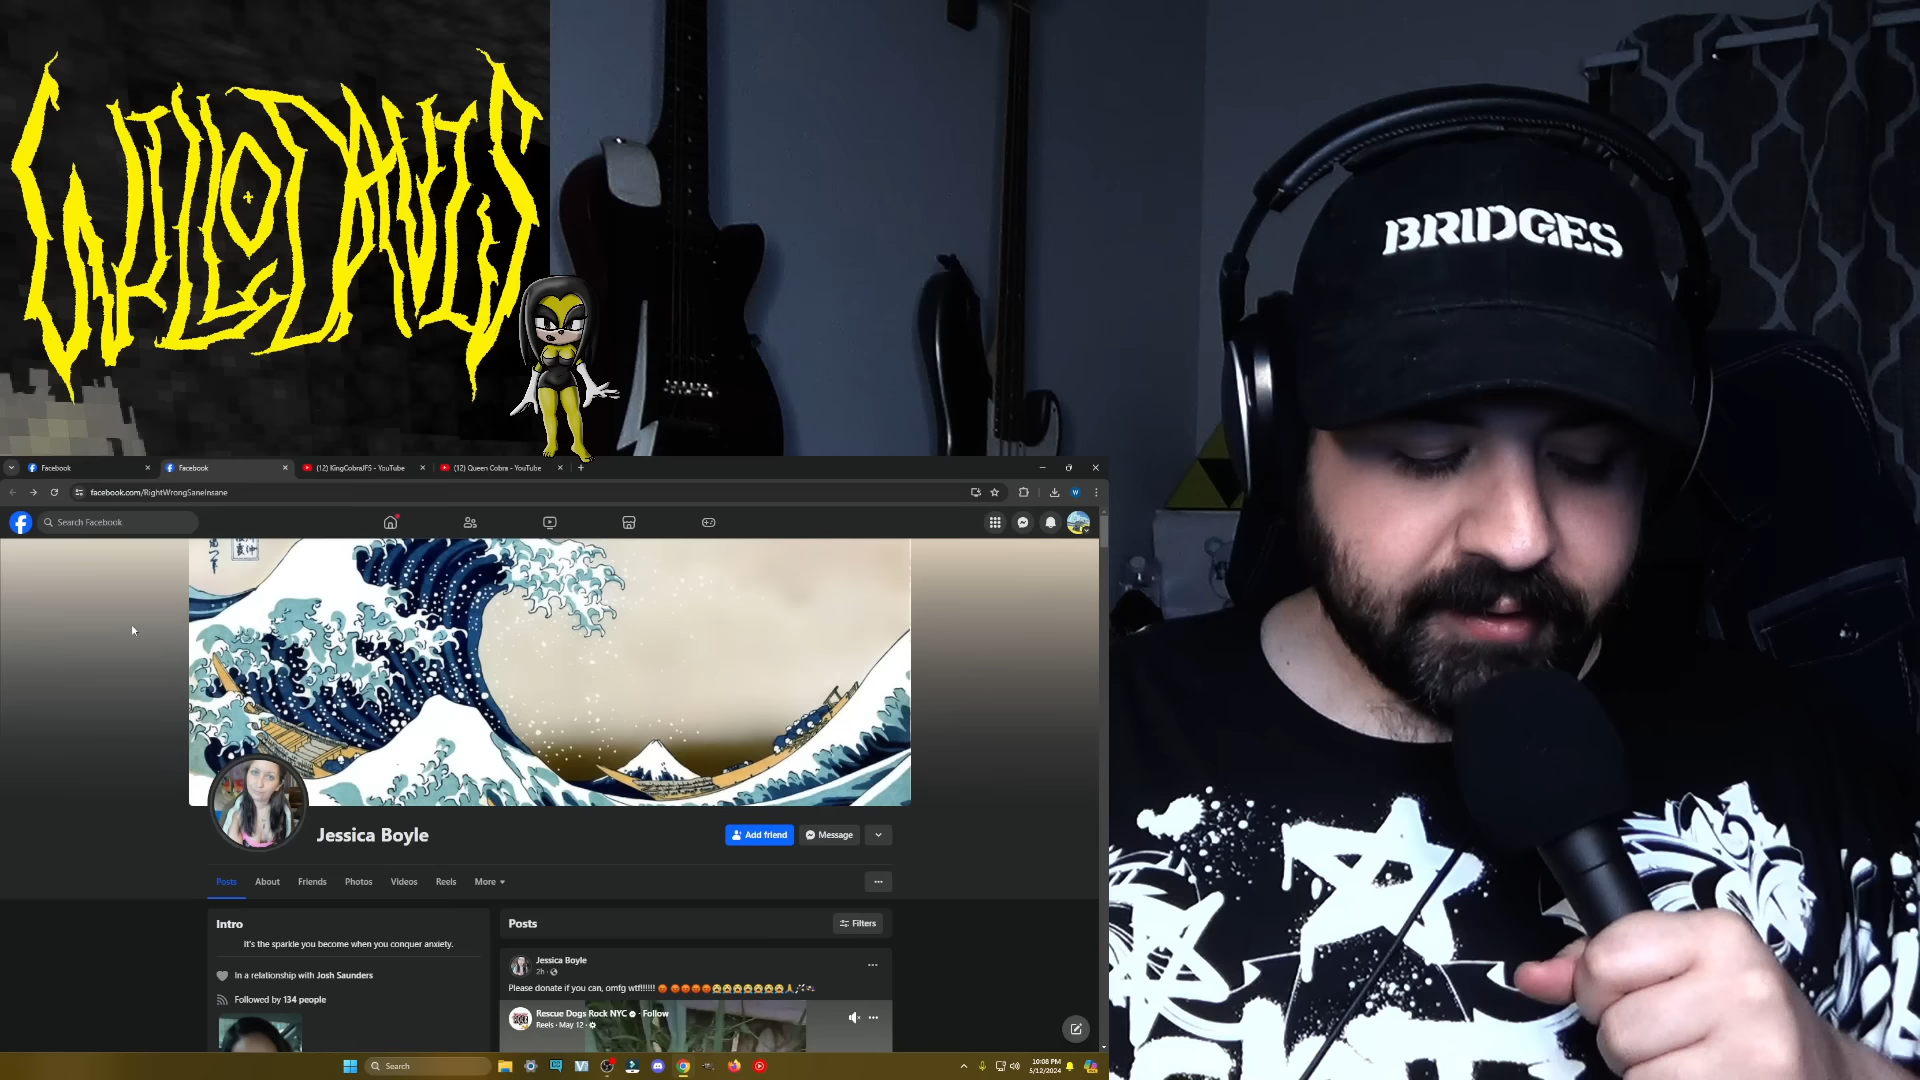 WILLOTAVIS
BRIDGES
Facebook
Facebook
(12) KingCobraJFS - YouTube
(12) Queen Cobra - YouTube
facebook.com/RightWrongSaneInsane
W
Search Facebook
Jessica Boyle
Add friend
Message
Posts
About
Friends
Photos
Videos
Reels
More
Intro
It's the sparkle you become when you conquer anxiety.
In a relationship with Josh Saunders
Followed by 134 people
Posts
Filters
Jessica Boyle
2h ·
Please donate if you can, omfg wtf!!!!!! 😡 😡😡😡😡😭😭😭😭😭😭😭🙏
Rescue Dogs Rock NYC · Follow
Reels · May 12 ·
Search
10:08 PM
5/12/2024